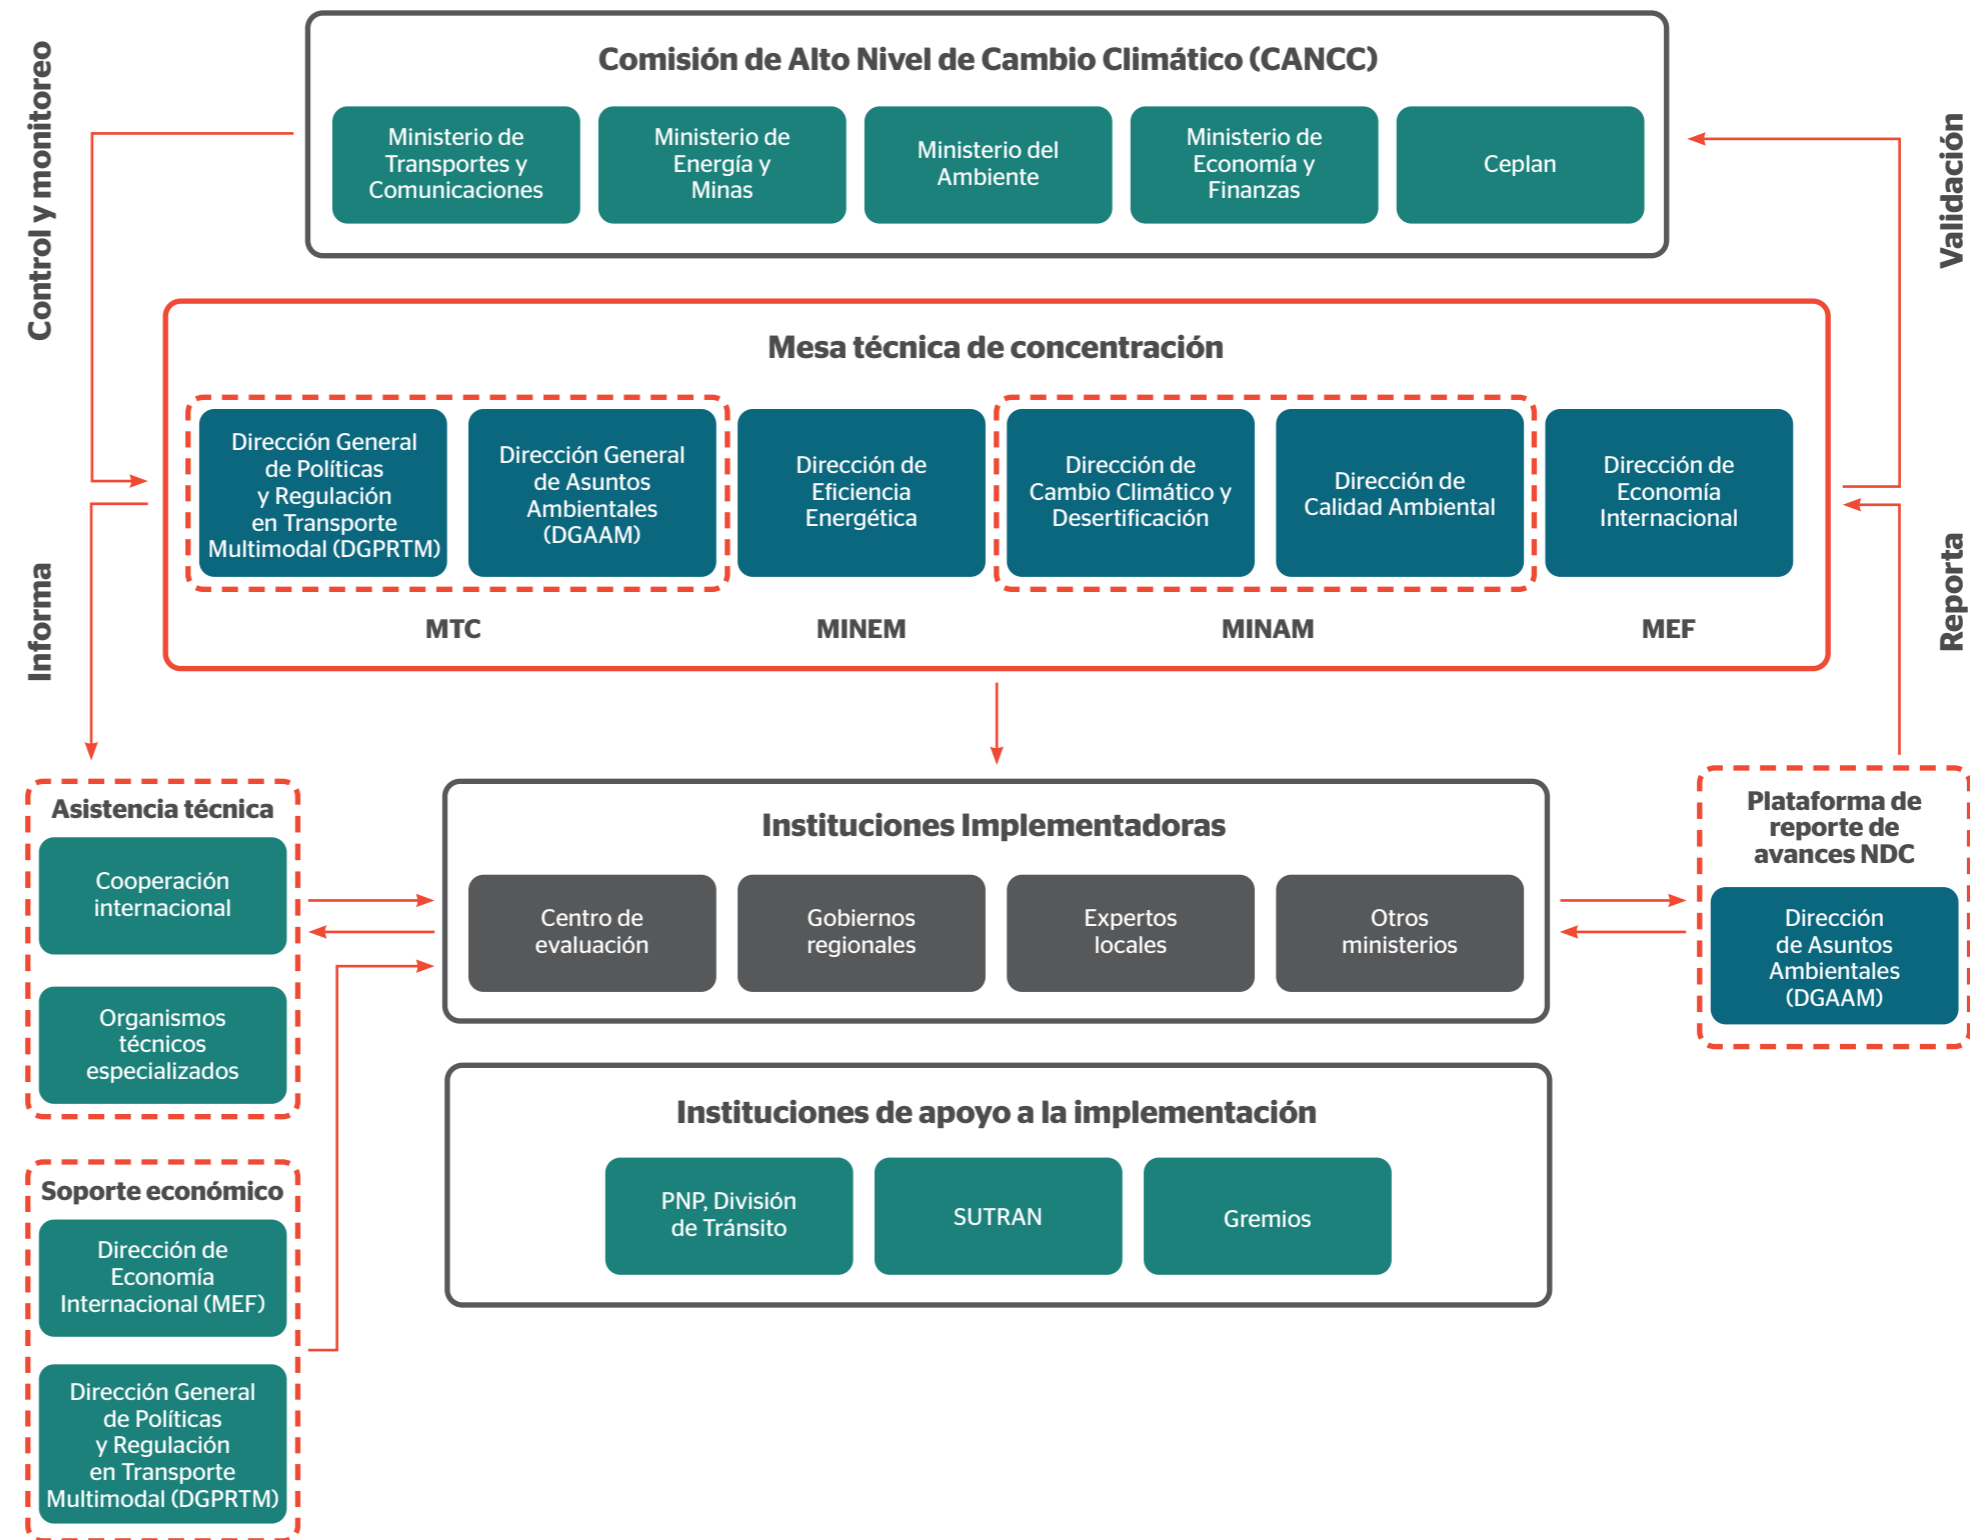 Comisión de Alto Nivel de Cambio Climático (CANCC)
Ministerio de
Transportes y
Comunicaciones
Ministerio de
Energía y
Minas
Ministerio del
Ambiente
Ministerio de
Economía y
Finanzas
Ceplan
Control y monitoreo
Validación
Mesa técnica de concentración
Dirección General
de Políticas
y Regulación
en Transporte
Multimodal (DGPRTM)
Dirección General
de Asuntos
Ambientales
(DGAAM)
Dirección de
Eficiencia
Energética
Dirección de
Cambio Climático y
Desertificación
Dirección de
Calidad Ambiental
Dirección de
Economía
Internacional
MTC
MINEM
MINAM
MEF
Informa
Reporta
Asistencia técnica
Cooperación
internacional
Organismos
técnicos
especializados
Instituciones Implementadoras
Centro de
evaluación
Gobiernos
regionales
Expertos
locales
Otros
ministerios
Plataforma de
reporte de
avances NDC
Dirección
de Asuntos
Ambientales
(DGAAM)
Instituciones de apoyo a la implementación
PNP, División
de Tránsito
SUTRAN
Gremios
Soporte económico
Dirección de
Economía
Internacional (MEF)
Dirección General
de Políticas
y Regulación
en Transporte
Multimodal (DGPRTM)